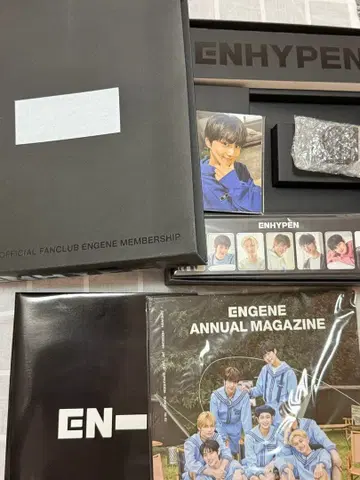 ENHYPEN
OFFICIAL FANCLUB ENGENE MEMBERSHIP
ENHYPEN
EN-
ENGENE
ANNUAL MAGAZINE